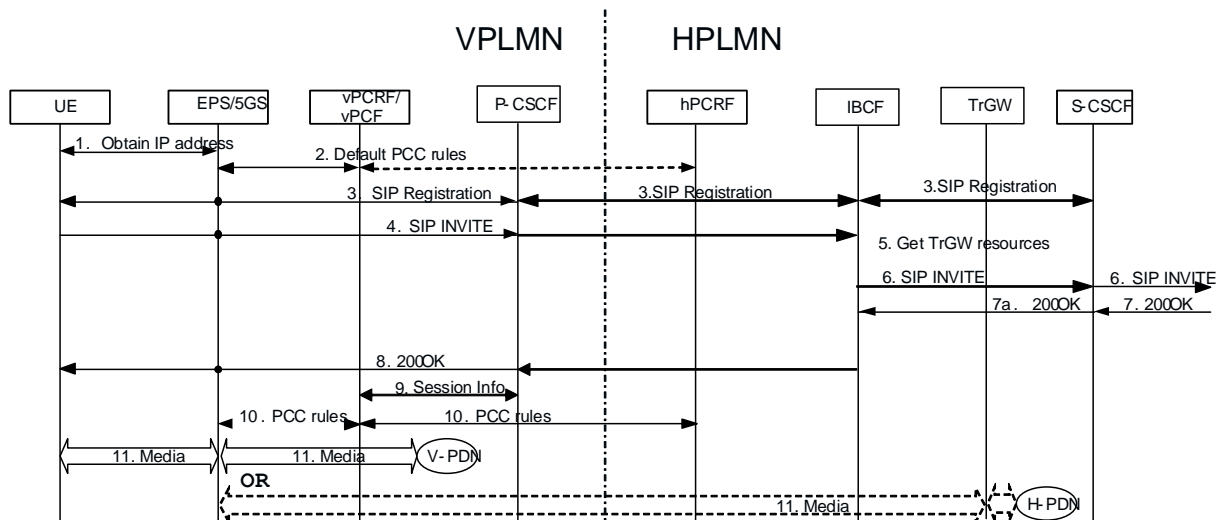 VPLMN
HPLMN
UE
EPS/5GS
vPCRF/
vPCF
P-CSCF
hPCRF
IBCF
TrGW
S-CSCF
1. Obtain IP address
2. Default PCC rules
3. SIP Registration
3.SIP Registration
3.SIP Registration
4. SIP INVITE
5. Get TrGW resources
6. SIP INVITE
6. SIP INVITE
7a. 200OK
7. 200OK
8. 200OK
9. Session Info
10. PCC rules
10. PCC rules
11. Media
11. Media
V-PDN
OR
11. Media
H-PDN